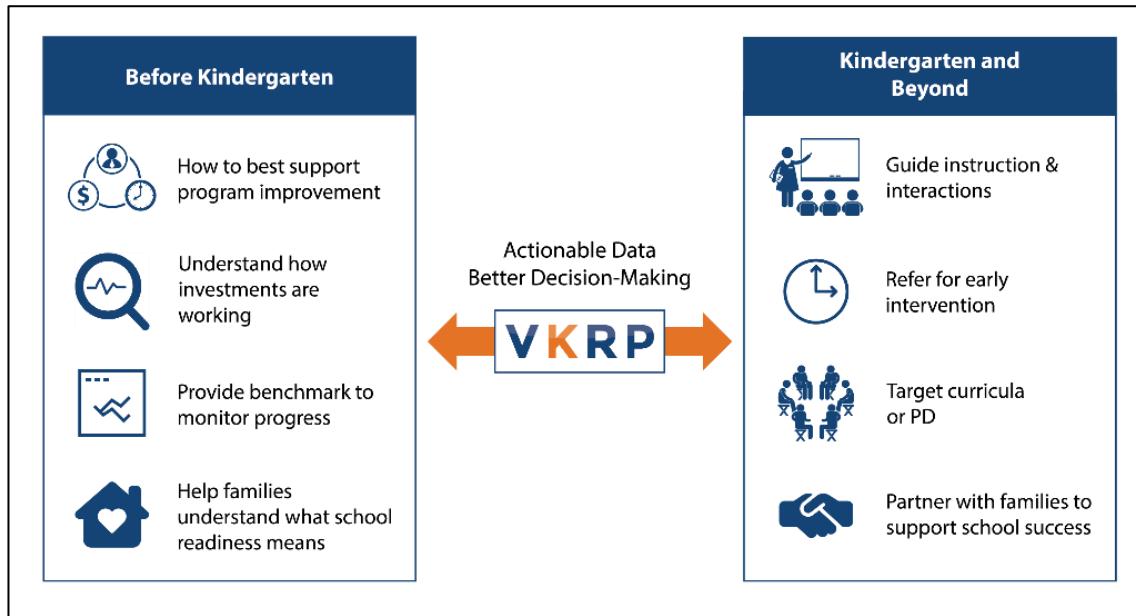 Before Kindergarten
How to best support
program improvement
$
Understand how
investments are
working
Provide benchmark to
monitor progress
Help families
understand what school
readiness means
Actionable Data
Better Decision-Making
VKRP
Kindergarten and
Beyond
Guide instruction &
interactions
Refer for early
intervention
Target curricula
or PD
Partner with families to
support school success